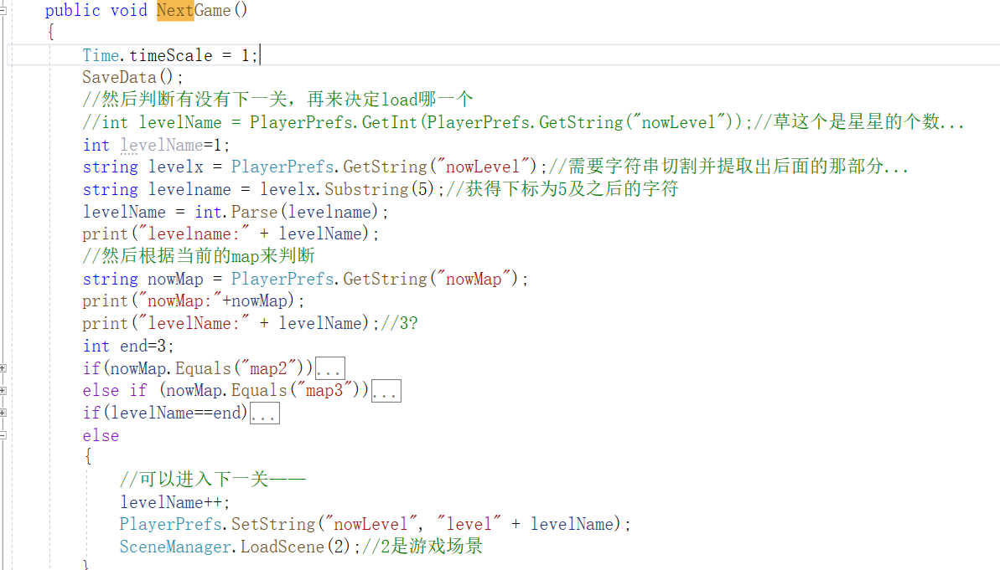 public void NextGame()
{
Time.timeScale = 1;
SaveData();
//然后判断有没有下一关，再来决定load哪一个
//int levelName = PlayerPrefs.GetInt(PlayerPrefs.GetString("nowLevel"));//草这个是星星的个数...
int levelName=1;
string levelx = PlayerPrefs.GetString("nowLevel");//需要字符串切割并提取出后面的那部分...
string levelname = levelx.Substring(5);//获得下标为5及之后的字符
levelName = int.Parse(levelname);
print("levelname:" + levelName);
//然后根据当前的map来判断
string nowMap = PlayerPrefs.GetString("nowMap");
print("nowMap:"+nowMap);
print("levelName:" + levelName);//3?
int end=3;
if(nowMap.Equals("map2"))...
else if (nowMap.Equals("map3"))...
if(levelName==end)...
else
{
//可以进入下一关——
levelName++;
PlayerPrefs.SetString("nowLevel", "level" + levelName);
SceneManager.LoadScene(2);//2是游戏场景
}